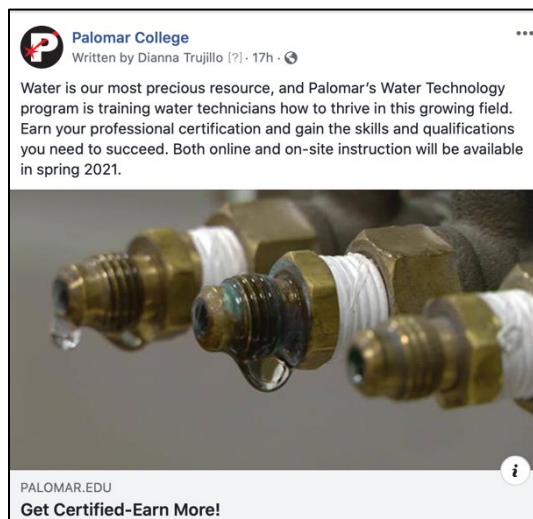 Palomar College
Written by Dianna Trujillo [?] · 17h ·
Water is our most precious resource, and Palomar's Water Technology
program is training water technicians how to thrive in this growing field.
Earn your professional certification and gain the skills and qualifications
you need to succeed. Both online and on-site instruction will be available
in spring 2021.
PALOMAR.EDU
Get Certified-Earn More!